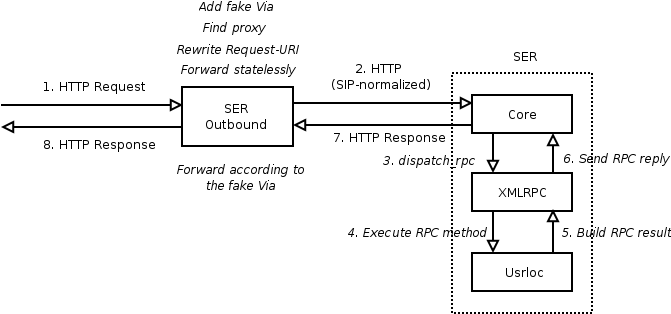 Add fake Via
Find proxy
Rewrite Request-URI
Forward statelessly
1. HTTP Request
SER
Outbound
8. HTTP Response
Forward according to
the fake Via
2. HTTP
(SIP-normalized)
7. HTTP Response
SER
Core
3. dispatch_rpc
6. Send RPC reply
XMLRPC
4. Execute RPC method
5. Build RPC result
Usrloc